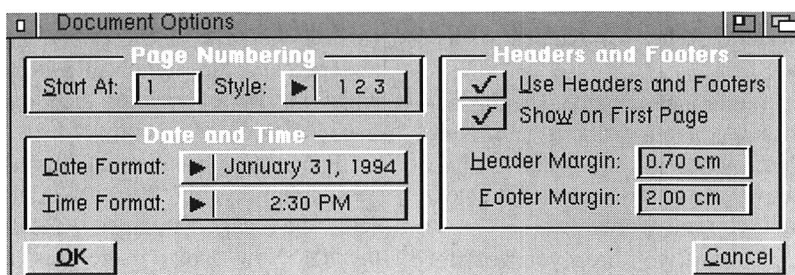 Document Options
Page Numbering
Start At: 1 Style: 1 2 3
Date and Time
Date Format: January 31, 1994
Time Format: 2:30 PM
Headers and Footers
Use Headers and Footers
Show on First Page
Header Margin: 0.70 cm
Footer Margin: 2.00 cm
OK
Cancel